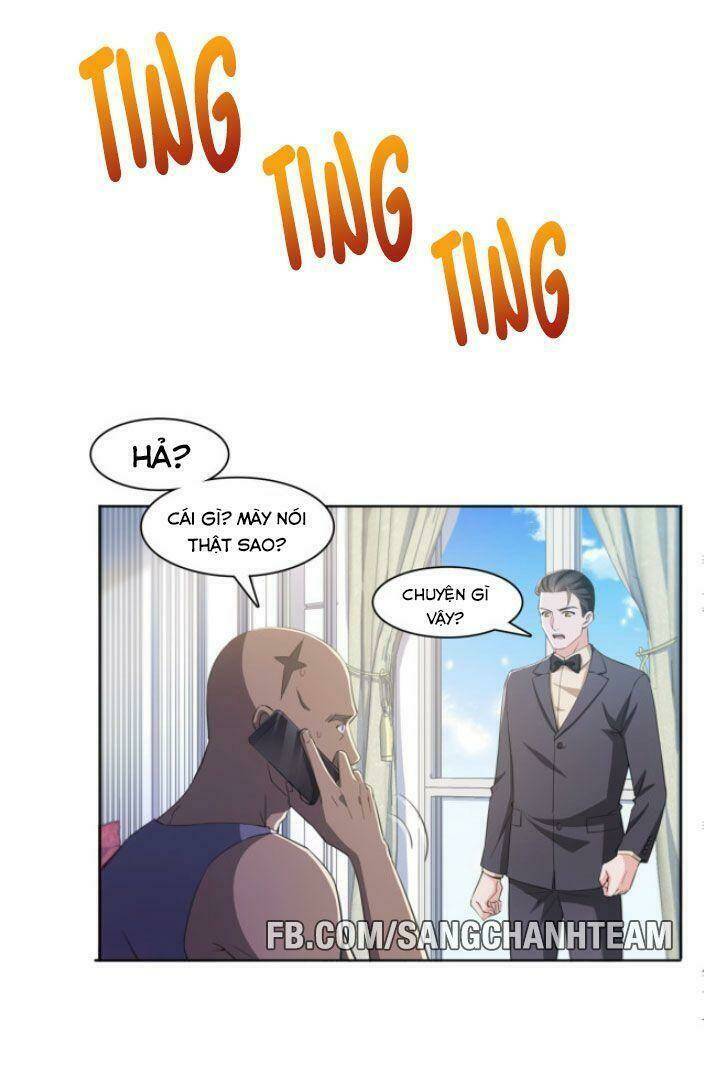 TING
TING
TING
HẢ?
CÁI GÌ? MÀY NÓI
THẬT SAO?
CHUYỆN GÌ
VẬY?
FB.COM/SANGCHANHTEAM